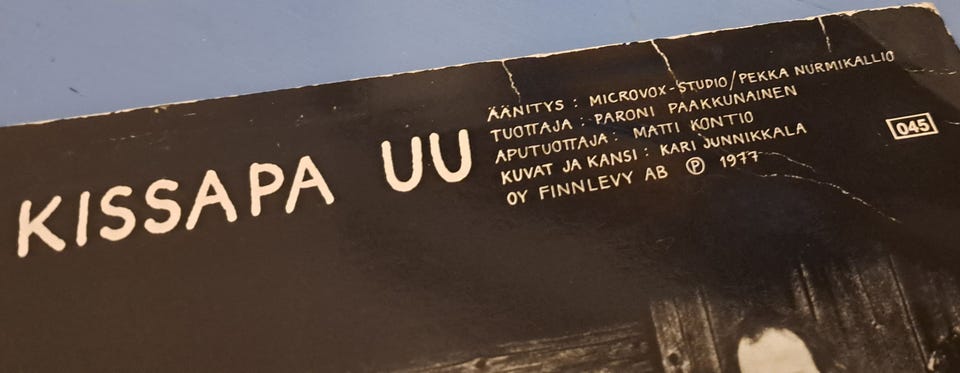 KISSAPA UU
ÄÄNITYS : MICROVOX-STUDIO/PEKKA NURMIKALLIO
TUOTTAJA : PARONI PAAKKUNAINEN
APUTUOTTAJA : MATTI KONTIO
KUVAT JA KANSI : KARI JUNNIKKALA
OY FINNLEVY AB ℗ 1977
045